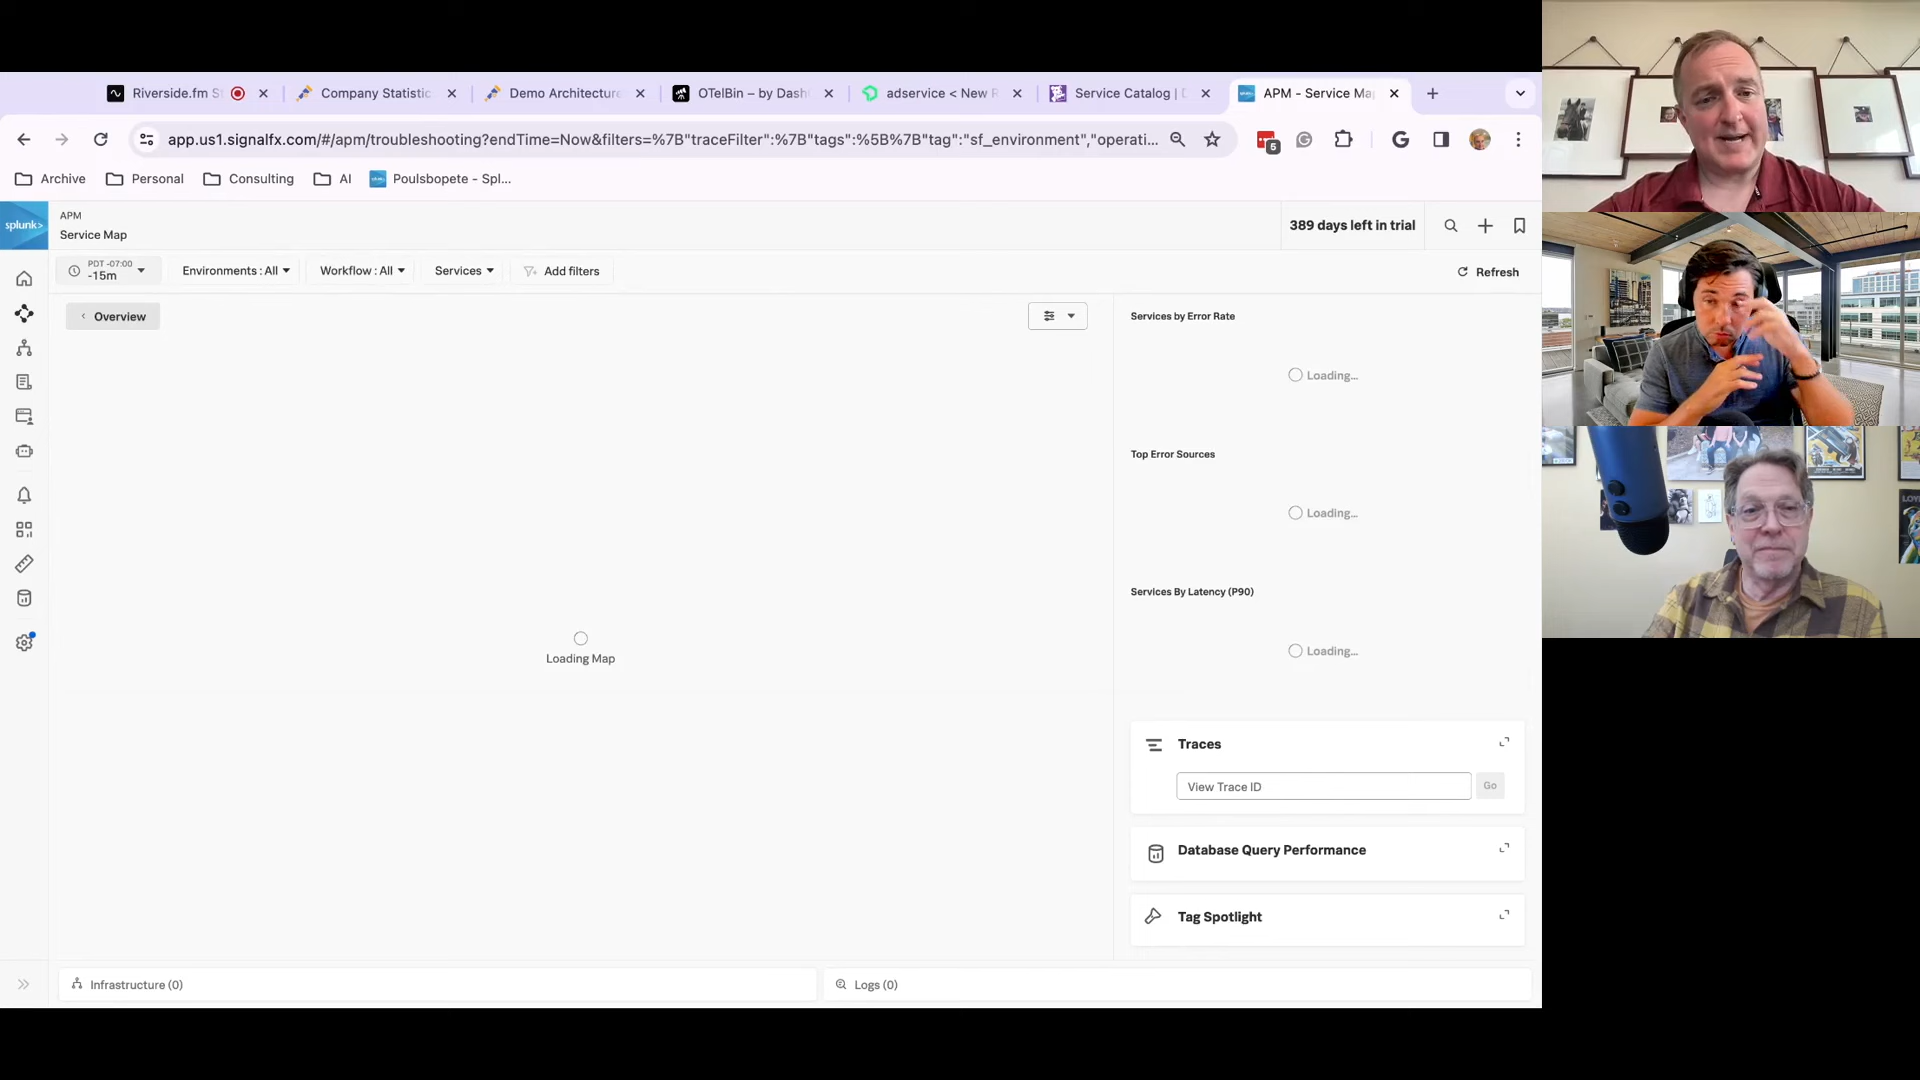 Riverside.fm S
Company Statistic
Demo Architecture
OTelBin – by Dash
adservice < New R
Service Catalog | D
APM - Service Ma
app.us1.signalfx.com/#/apm/troubleshooting?endTime=Now&filters=%7B"traceFilter":%7B"tags":%5B%7B"tag":"sf_environment","operati...
5
Archive
Personal
Consulting
AI
Poulsbopete - Spl...
splunk>
APM
Service Map
389 days left in trial
PDT -07:00
-15m
Environments : All
Workflow : All
Services
Add filters
Refresh
Overview
Services by Error Rate
Loading...
Top Error Sources
Loading...
Services By Latency (P90)
Loading...
Loading Map
Traces
View Trace ID
Go
Database Query Performance
Tag Spotlight
Infrastructure (0)
Logs (0)